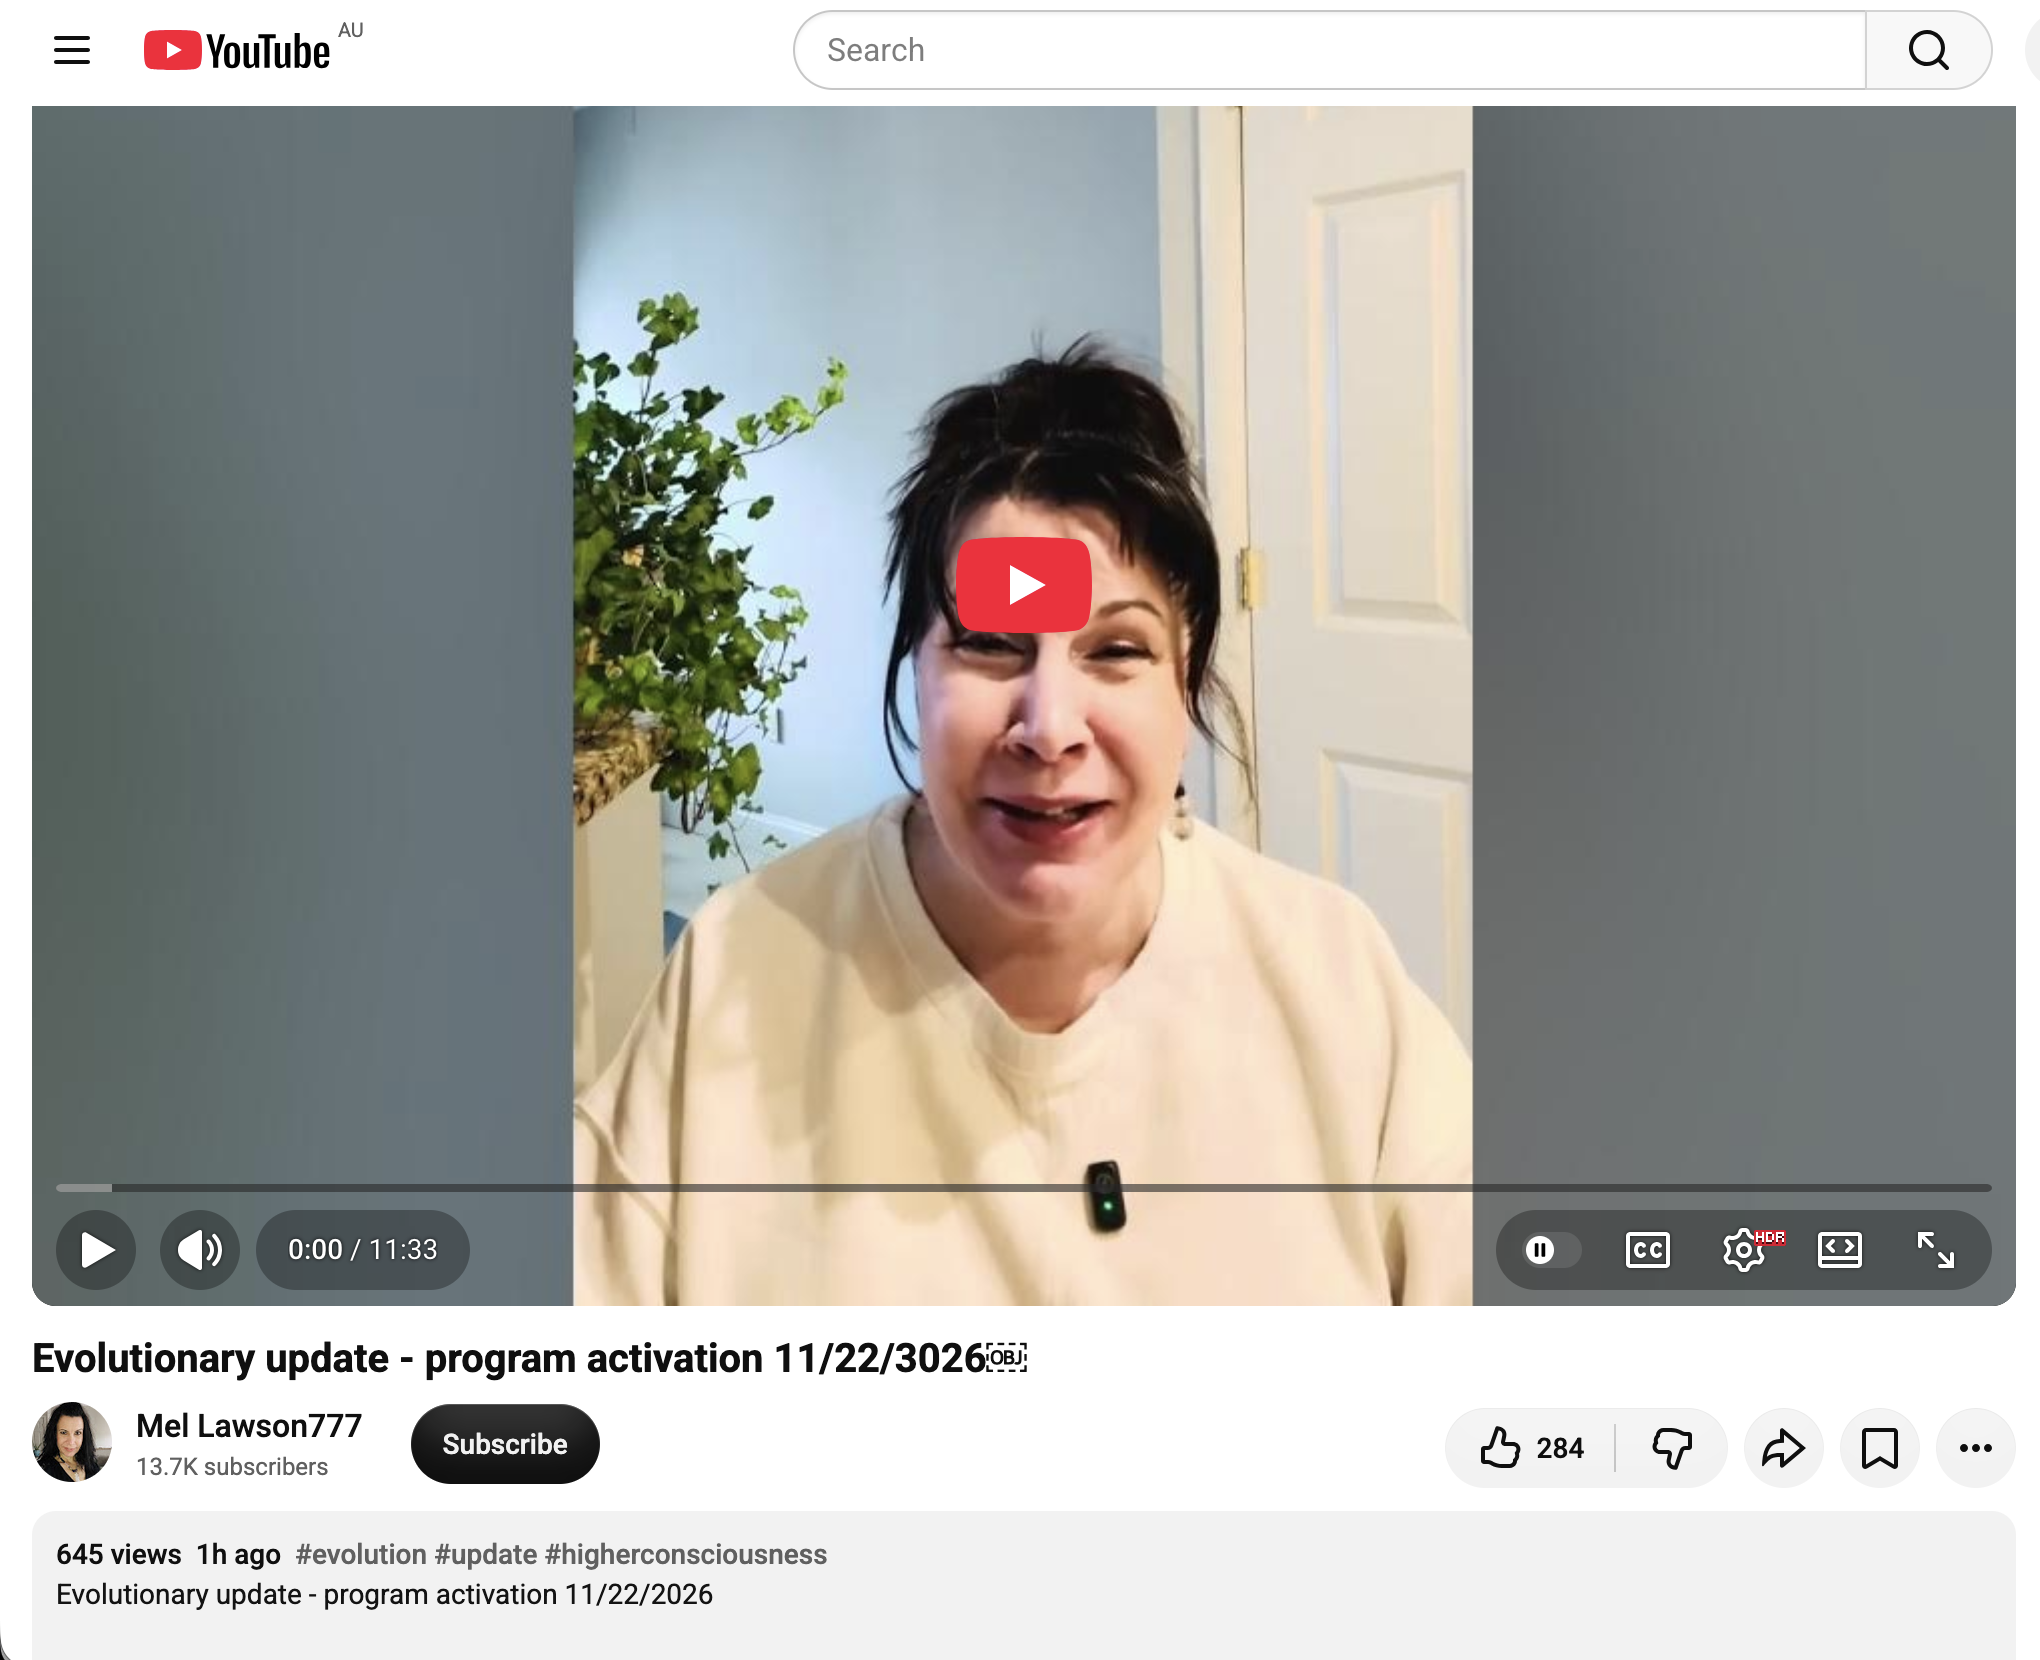 YouTube AU
Search
0:00 / 11:33
CC
HDR
Evolutionary update - program activation 11/22/3026￼
Mel Lawson777
13.7K subscribers
Subscribe
284
645 views 1h ago #evolution #update #higherconsciousness
Evolutionary update - program activation 11/22/2026